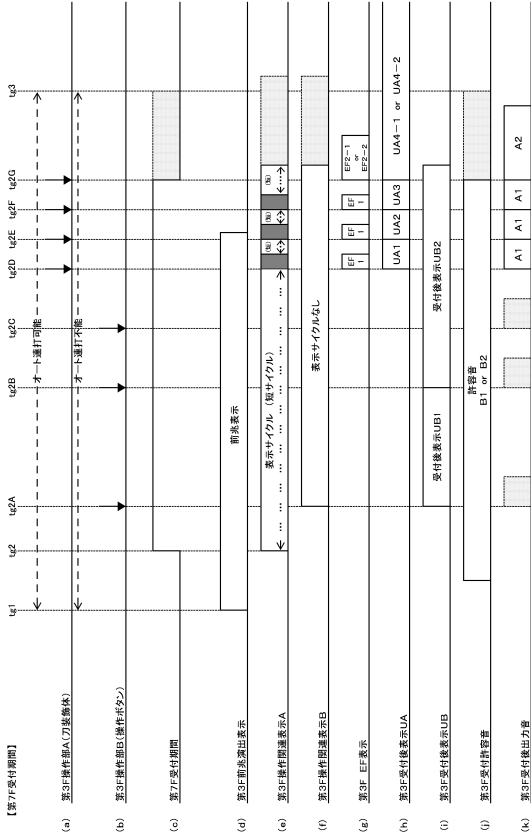 【第7F受付期間】
tg1
tg2
tg2A
tg2B
tg2C
tg2D
tg2E
tg2F
tg2G
tg3
オート連打可能
オート連打不能
(a) 第3F操作部A(刀装飾体)
(b) 第3F操作部B(操作ボタン)
(c) 第7F受付期間
(d) 第3F前兆演出表示
前兆表示
(e) 第3F操作関連表示A
表示サイクル (短サイクル)
(短)
(短)
(短)
(f) 第3F操作関連表示B
表示サイクルなし
(g) 第3F EF表示
EF1
EF1
EF1
EF2-1 or EF2-2
(h) 第3F受付後表示UA
UA1
UA2
UA3
UA4-1 or UA4-2
(i) 第3F受付後表示UB
受付後表示UB1
受付後表示UB2
(j) 第3F受付許容音
許容音
B1 or B2
(k) 第3F受付後出力音
A1
A1
A1
A2